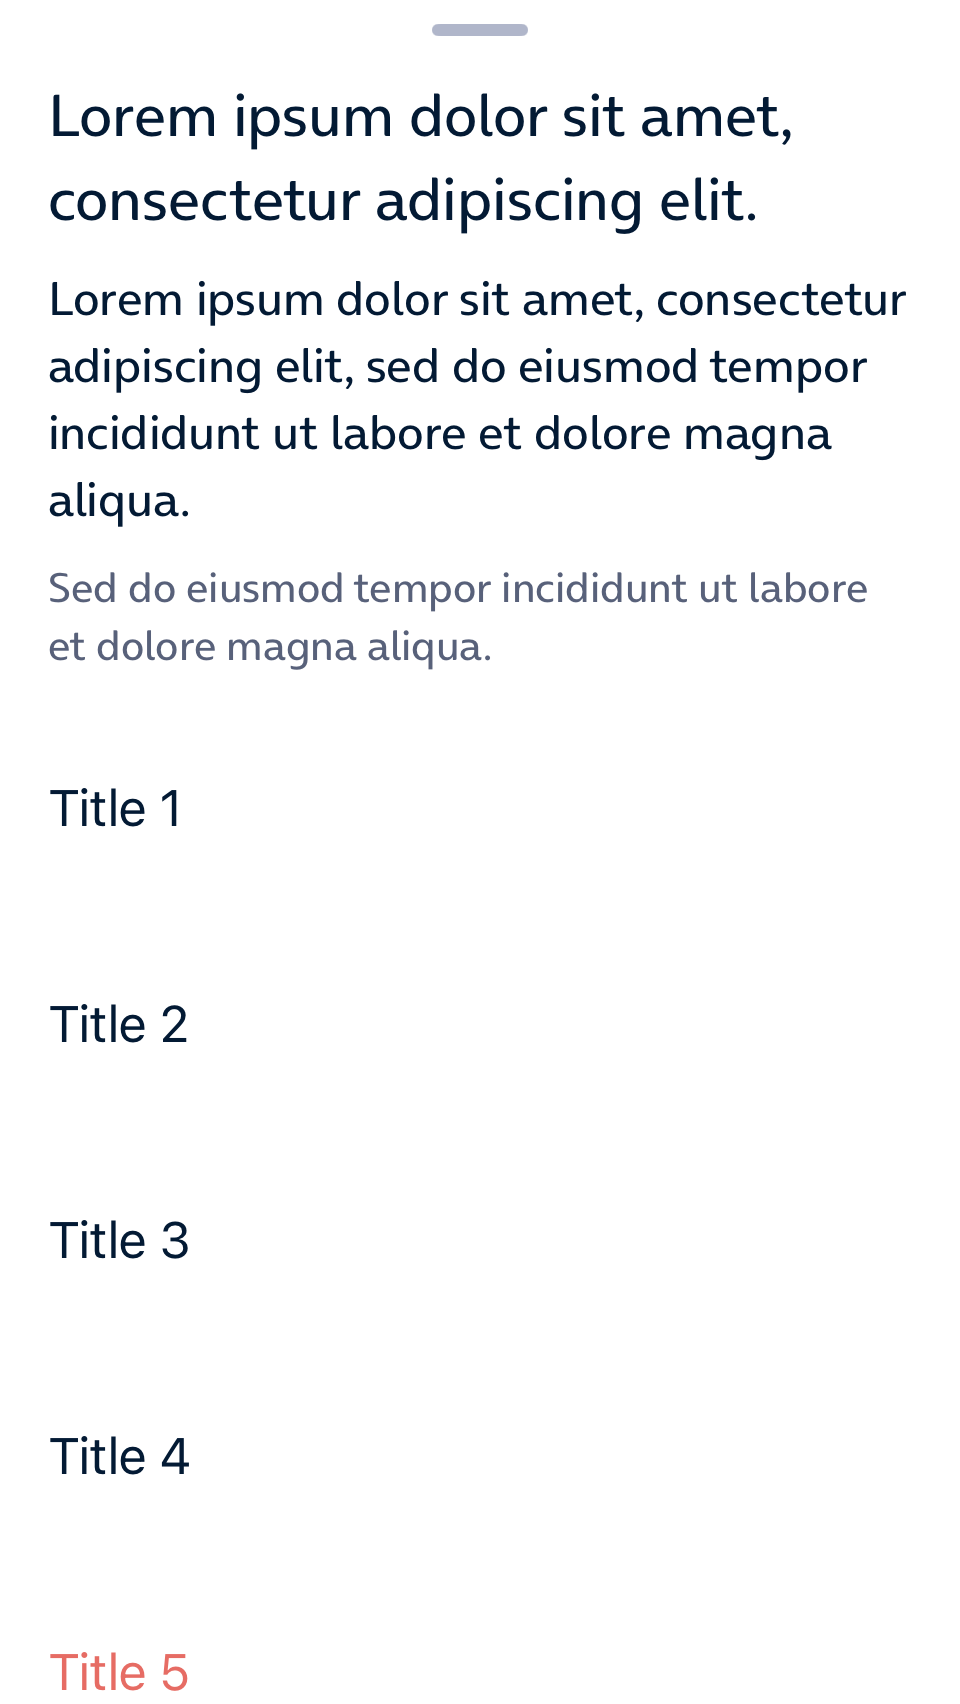 Lorem ipsum dolor sit amet,
consectetur adipiscing elit.
Lorem ipsum dolor sit amet, consectetur
adipiscing elit, sed do eiusmod tempor
incididunt ut labore et dolore magna
aliqua.
Sed do eiusmod tempor incididunt ut labore
et dolore magna aliqua.
Title 1
Title 2
Title 3
Title 4
Title 5